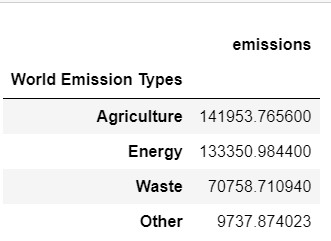 emissions
World Emission Types
Agriculture 141953.765600
Energy 133350.984400
Waste 70758.710940
Other 9737.874023